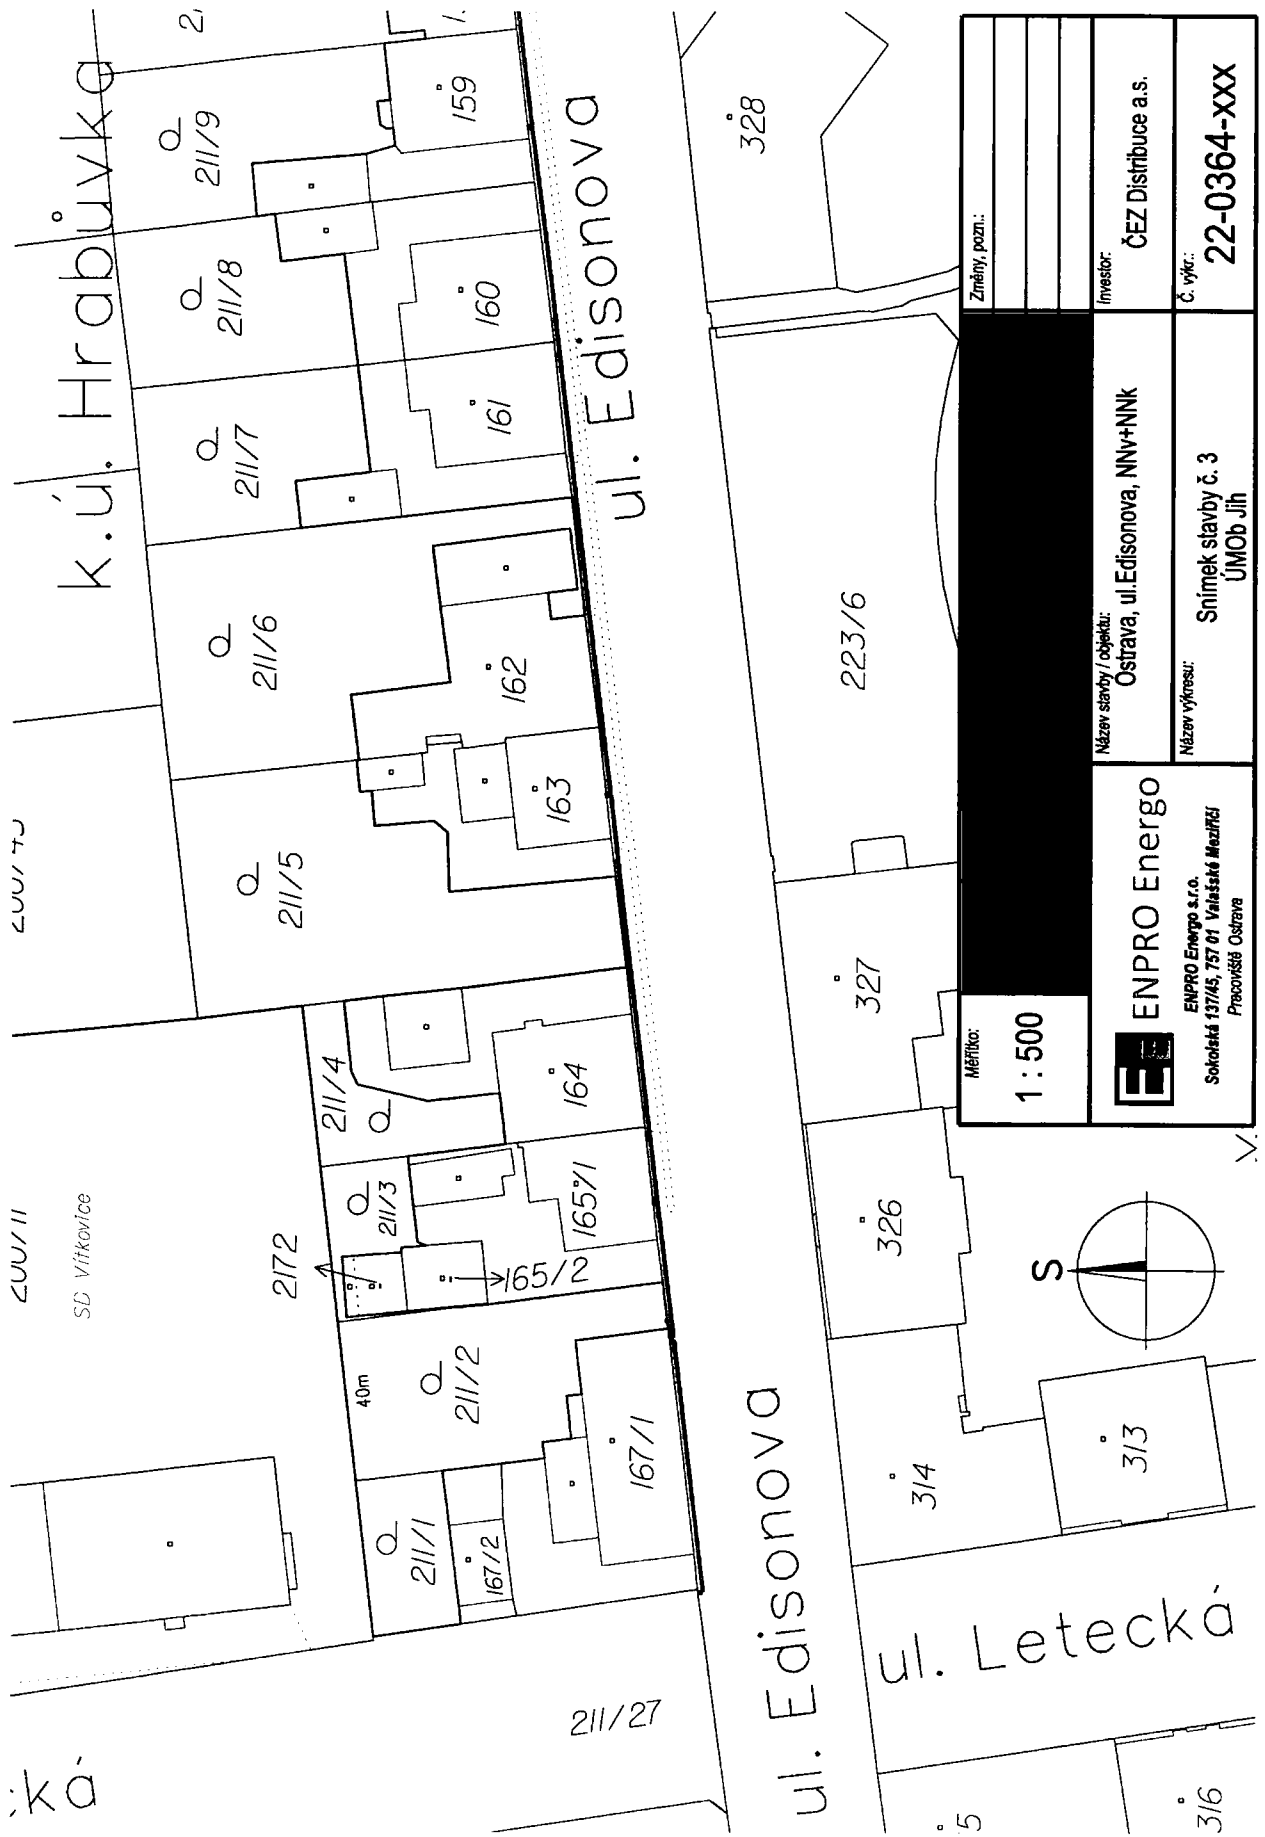 k.ú. Hrabůvka
ul. Edisonova
ul. Edisonova
ul. Letecká
ká
SD Vítkovice
211/9
211/8
211/7
211/6
211/5
211/4
211/3
211/2
211/1
211/27
2172
40m
159
160
161
162
163
164
165/1
165/2
167/1
167/2
328
223/6
327
326
314
313
316
S
Změny, pozn.:
Investor:
ČEZ Distribuce a.s.
Č. výkr.:
22-0364-XXX
Název stavby / objektu:
Ostrava, ul.Edisonova, NNv+NNk
Název výkresu:
Snímek stavby č. 3
ÚMOb Jih
Měřítko:
1 : 500
ENPRO Energo
ENPRO Energo s.r.o.
Sokolská 137/45, 757 01 Valašské Meziříčí
Pracoviště Ostrava